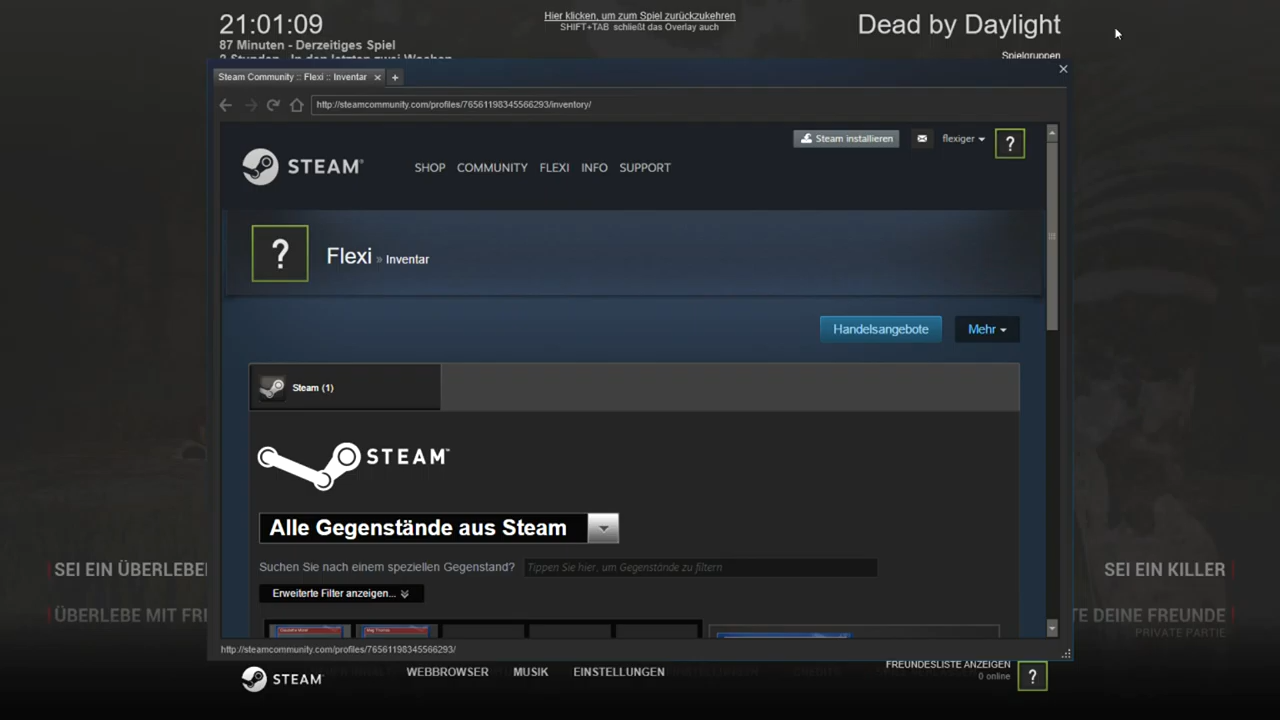 21:01:09
87 Minuten - Derzeitiges Spiel
Hier klicken, um zum Spiel zurückzukehren
SHIFT+TAB schließt das Overlay auch
Dead by Daylight
Spielgruppen
Steam Community :: Flexi :: Inventar
http://steamcommunity.com/profiles/76561198345566293/inventory/
Steam installieren
flexiger
?
STEAM
SHOP COMMUNITY FLEXI INFO SUPPORT
?
Flexi » Inventar
Handelsangebote
Mehr
Steam (1)
STEAM
Alle Gegenstände aus Steam
Suchen Sie nach einem speziellen Gegenstand?
Tippen Sie hier, um Gegenstände zu filtern
Erweiterte Filter anzeigen...
SEI EIN ÜBERLEBE
SEI EIN KILLER
ÜBERLEBE MIT FR
TE DEINE FREUNDE
PRIVATE PARTIE
http://steamcommunity.com/profiles/76561198345566293/
STEAM
WEBBROWSER MUSIK EINSTELLUNGEN
FREUNDESLISTE ANZEIGEN
0 online
?